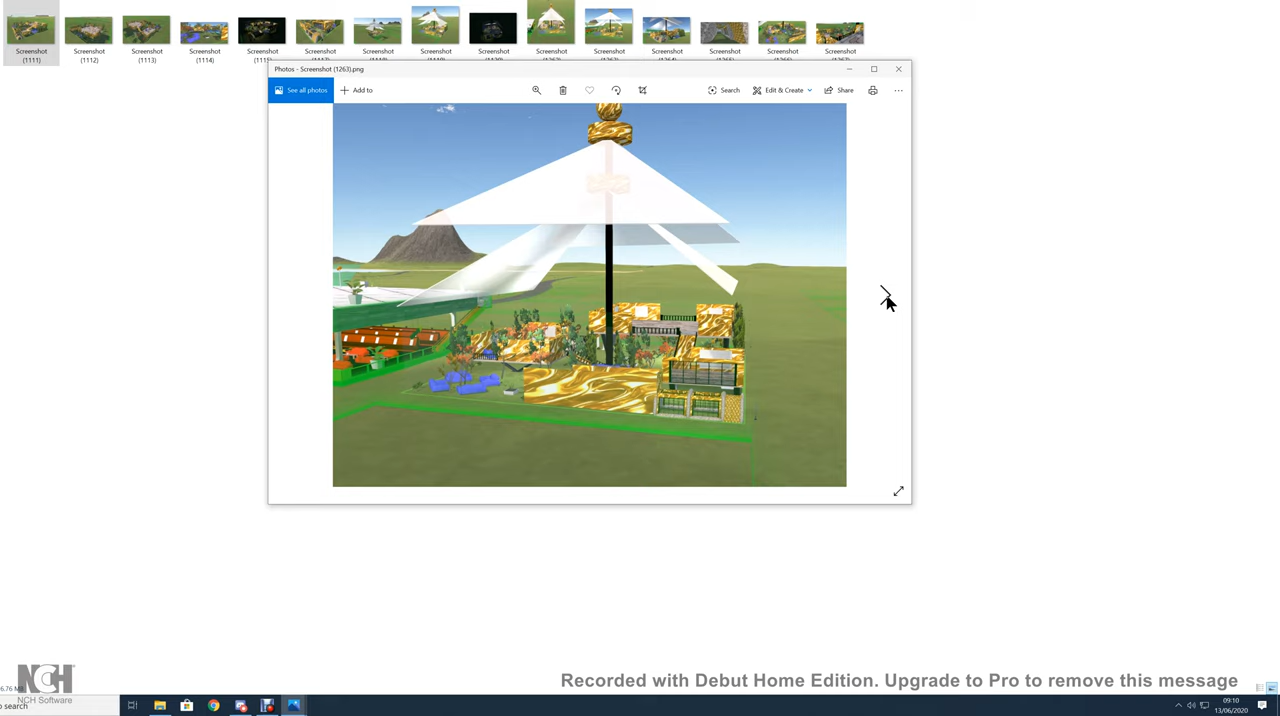 Screenshot (1111)
Screenshot (1112)
Screenshot (1113)
Screenshot (1114)
Screenshot
Screenshot
Screenshot
Screenshot
Screenshot
Screenshot
Screenshot
Screenshot (1264)
Screenshot
Screenshot
Screenshot
Photos - Screenshot (1263).png
See all photos
Add to
Search
Edit & Create
Share
NCH
NCH Software
search
Recorded with Debut Home Edition. Upgrade to Pro to remove this message
09:10
13/06/2020